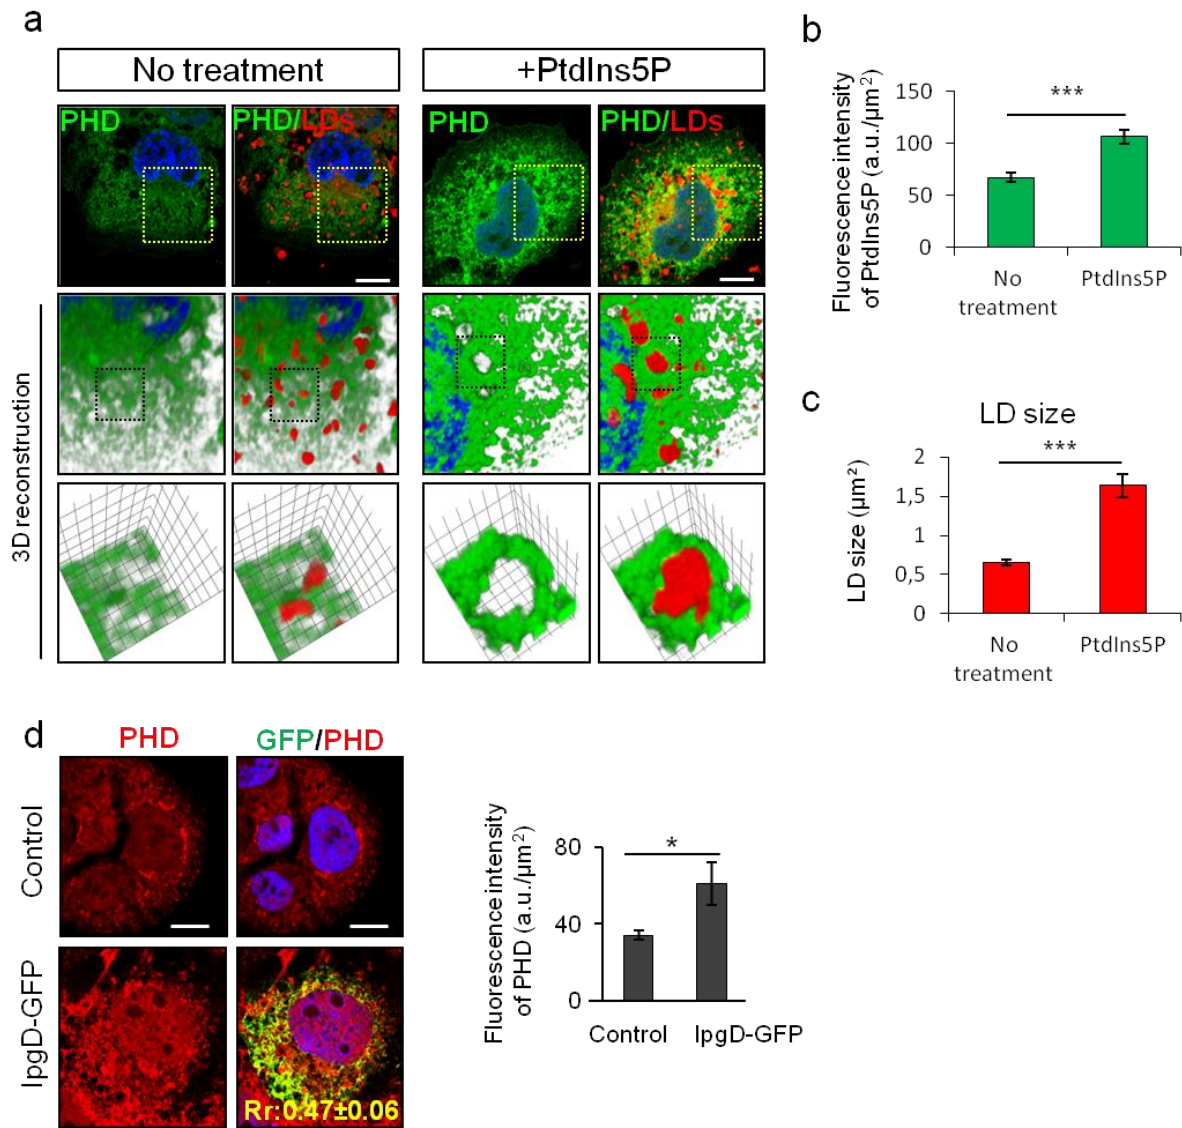 a
No treatment
+PtdIns5P
PHD
PHD/LDs
PHD
PHD/LDs
3D reconstruction
b
Fluorescence intensity
of PtdIns5P (a.u./µm²)
150
100
50
0
***
No
treatment
PtdIns5P
c
LD size
LD size (µm²)
2
1,5
1
0,5
0
***
No
treatment
PtdIns5P
d
PHD
GFP/PHD
Control
IpgD-GFP
Rr:0.47±0.06
Fluorescence intensity
of PHD (a.u./µm²)
80
40
0
*
Control
IpgD-GFP